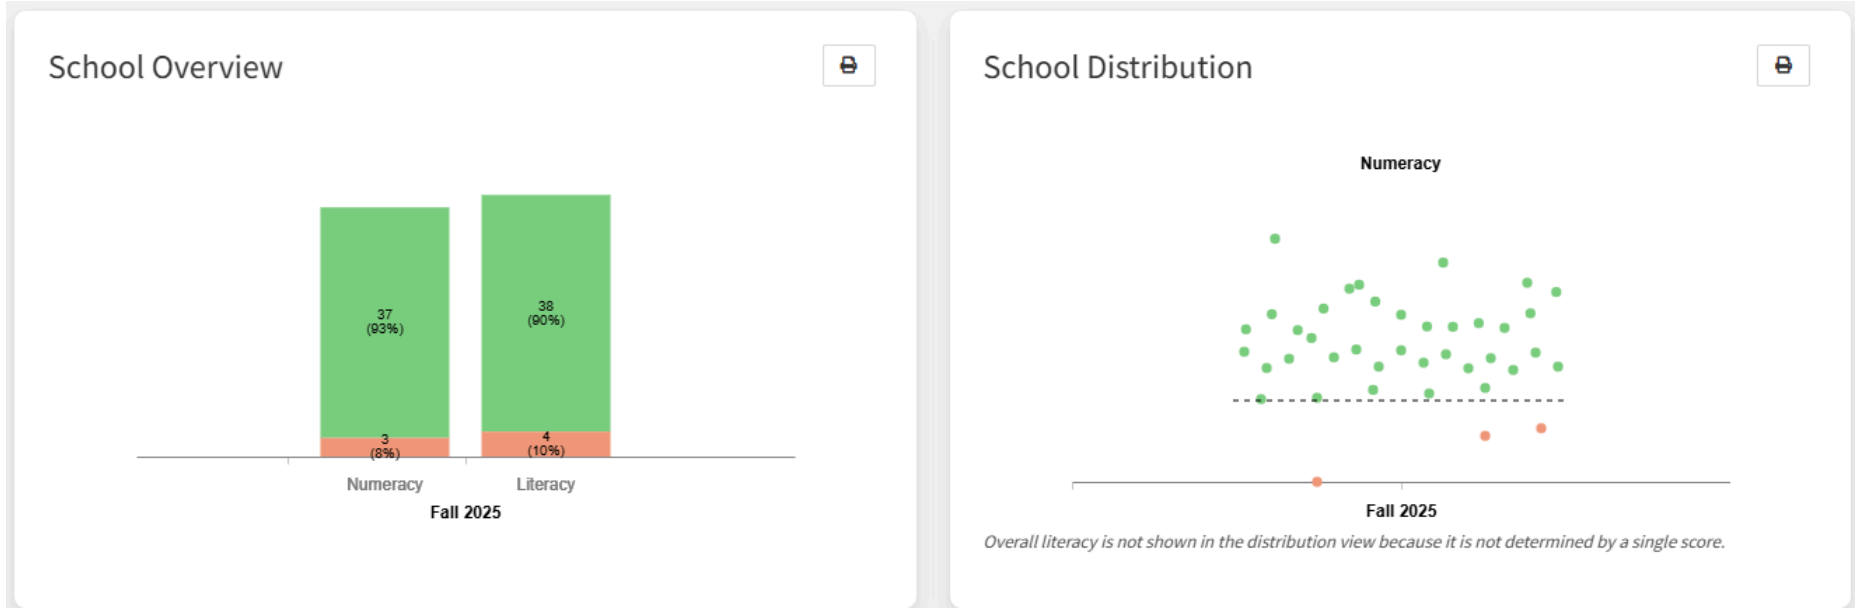 School Overview
37
(93%)
3
(8%)
38
(90%)
4
(10%)
Numeracy
Literacy
Fall 2025
School Distribution
Numeracy
Fall 2025
Overall literacy is not shown in the distribution view because it is not determined by a single score.